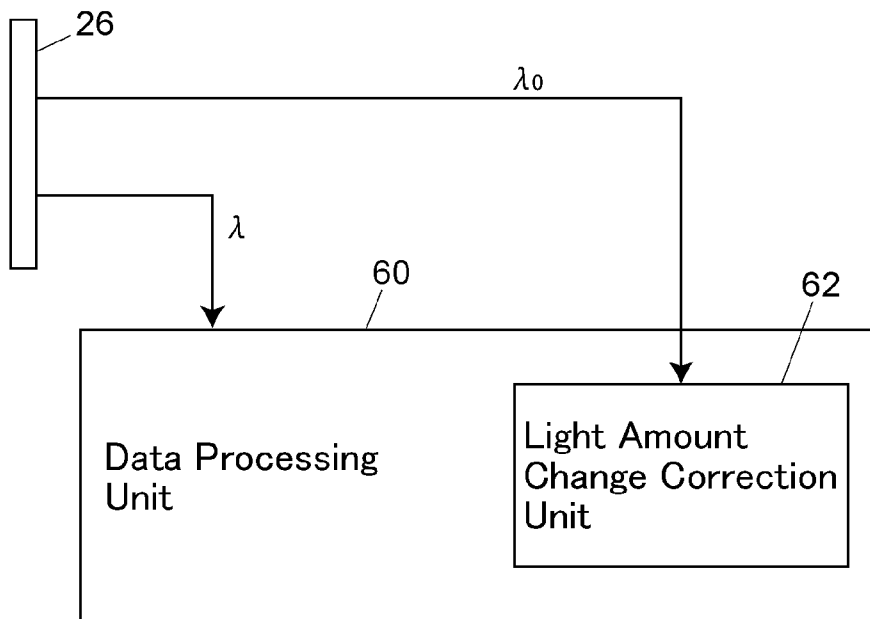 26
λ0
λ
60
62
Data Processing
Unit
Light Amount
Change Correction
Unit